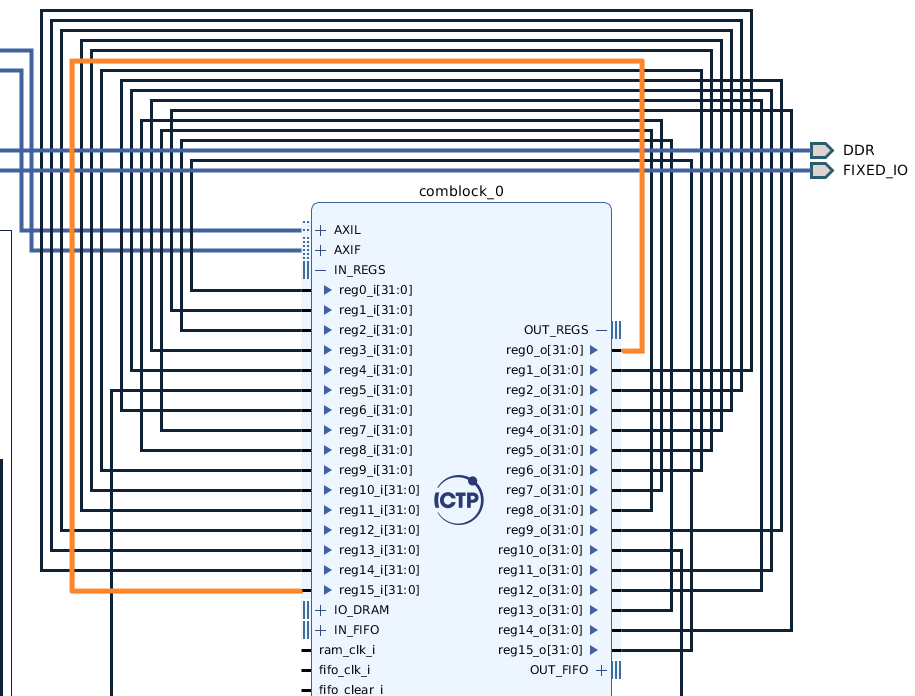 DDR
FIXED_IO
comblock_0
AXIL
AXIF
IN_REGS
reg0_i[31:0]
reg1_i[31:0]
reg2_i[31:0]
OUT_REGS
reg3_i[31:0]
reg0_o[31:0]
reg4_i[31:0]
reg1_o[31:0]
reg5_i[31:0]
reg2_o[31:0]
reg6_i[31:0]
reg3_o[31:0]
reg7_i[31:0]
reg4_o[31:0]
reg8_i[31:0]
reg5_o[31:0]
reg9_i[31:0]
reg6_o[31:0]
reg10_i[31:0]
reg7_o[31:0]
ICTP
reg11_i[31:0]
reg8_o[31:0]
reg12_i[31:0]
reg9_o[31:0]
reg13_i[31:0]
reg10_o[31:0]
reg14_i[31:0]
reg11_o[31:0]
reg15_i[31:0]
reg12_o[31:0]
IO_DRAM
reg13_o[31:0]
IN_FIFO
reg14_o[31:0]
ram_clk_i
reg15_o[31:0]
fifo_clk_i
OUT_FIFO
fifo_clear_i